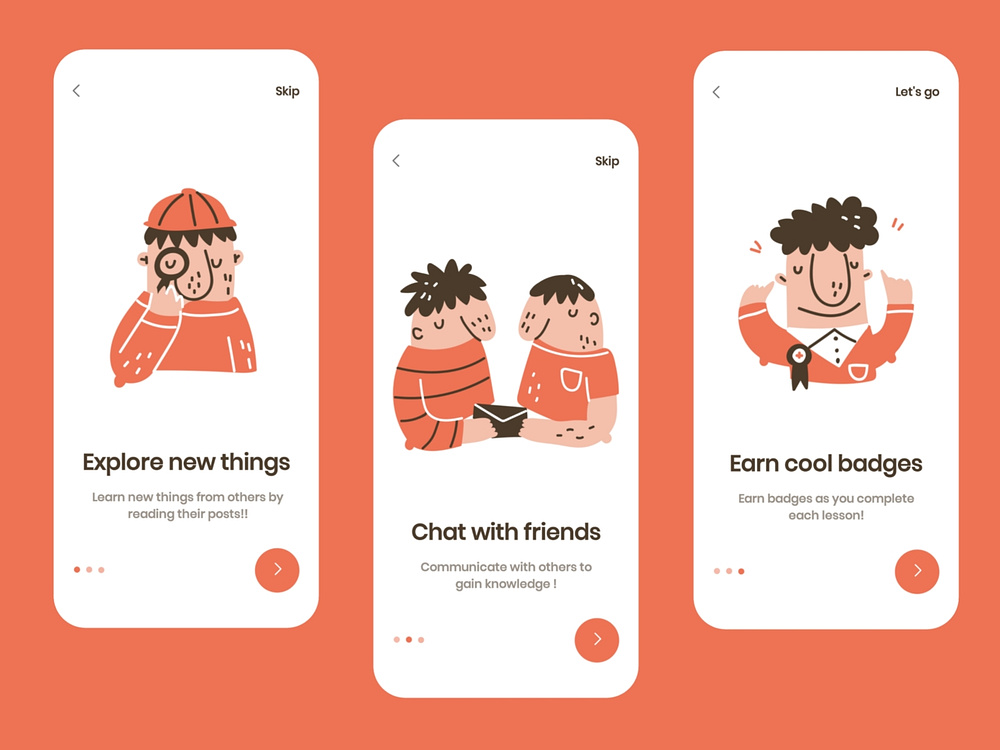 Skip
Explore new things
Learn new things from others by
reading their posts!!
Skip
Chat with friends
Communicate with others to
gain knowledge !
Let's go
Earn cool badges
Earn badges as you complete
each lesson!